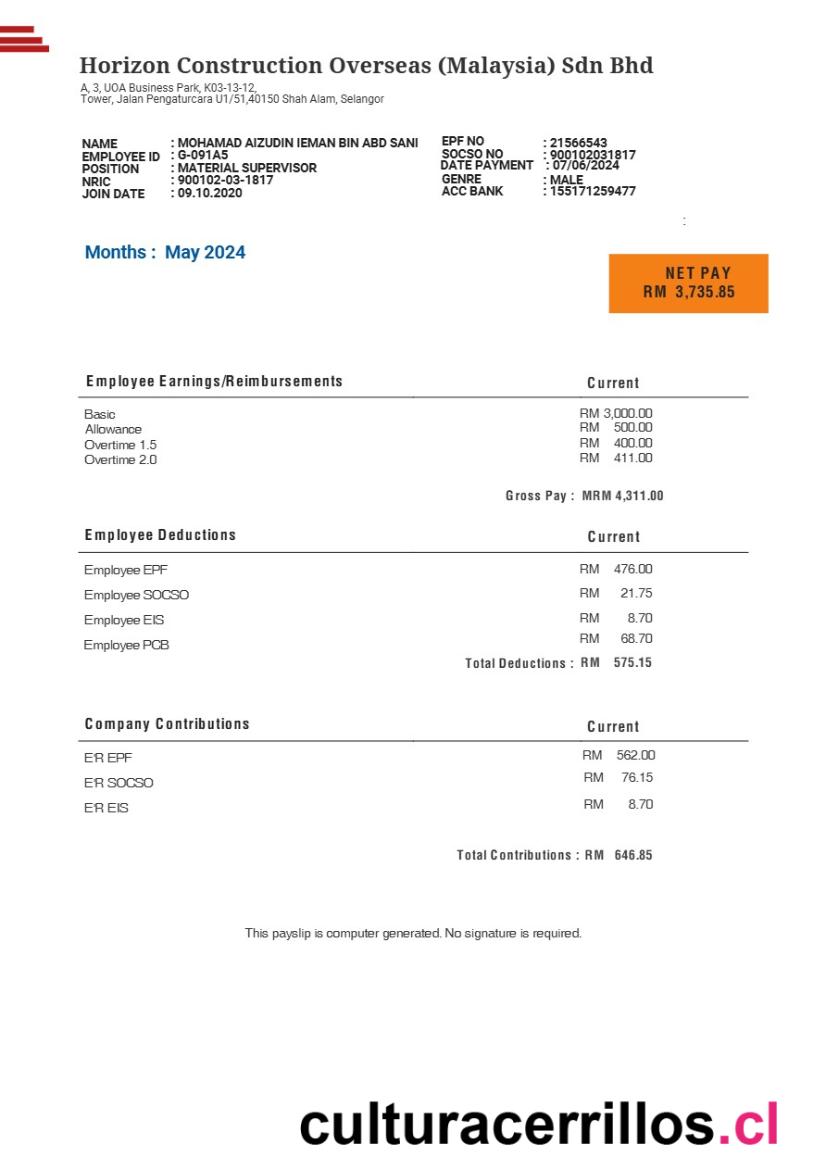 Horizon Construction Overseas (Malaysia) Sdn Bhd
A, 3, UOA Business Park, K03-13-12,
Tower, Jalan Pengaturcara U1/51,40150 Shah Alam, Selangor
NAME : MOHAMAD AIZUDIN IEMAN BIN ABD SANI EPF NO : 21566543
EMPLOYEE ID : G-091A5 SOCSO NO : 900102031817
POSITION : MATERIAL SUPERVISOR DATE PAYMENT : 07/06/2024
NRIC : 900102-03-1817 GENRE : MALE
JOIN DATE : 09.10.2020 ACC BANK : 155171259477
:
Months : May 2024
NET PAY
RM 3,735.85
Employee Earnings/Reimbursements Current
Basic RM 3,000.00
Allowance RM 500.00
Overtime 1.5 RM 400.00
Overtime 2.0 RM 411.00
Gross Pay : MRM 4,311.00
Employee Deductions Current
Employee EPF RM 476.00
Employee SOCSO RM 21.75
Employee EIS RM 8.70
Employee PCB RM 68.70
Total Deductions : RM 575.15
Company Contributions Current
E'R EPF RM 562.00
E'R SOCSO RM 76.15
E'R EIS RM 8.70
Total Contributions : RM 646.85
This payslip is computer generated. No signature is required.
culturacerrillos.cl